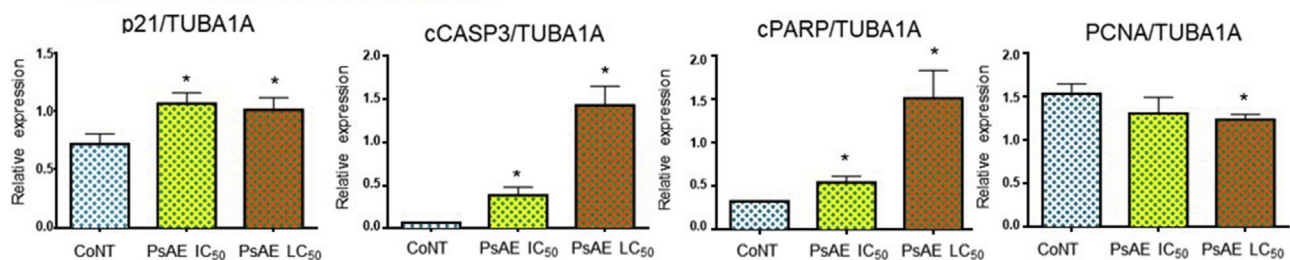 p21/TUBA1A
Relative expression
1.5
1.0
0.5
0.0
*
*
CoNT
PsAE IC50
PsAE LC50
cCASP3/TUBA1A
Relative expression
2.0
1.5
1.0
0.5
0.0
*
*
CoNT
PsAE IC50
PsAE LC50
cPARP/TUBA1A
Relative expression
2.0
1.5
1.0
0.5
0.0
*
*
CoNT
PsAE IC50
PsAE LC50
PCNA/TUBA1A
Relative expression
2.0
1.5
1.0
0.5
0.0
*
CoNT
PsAE IC50
PsAE LC50